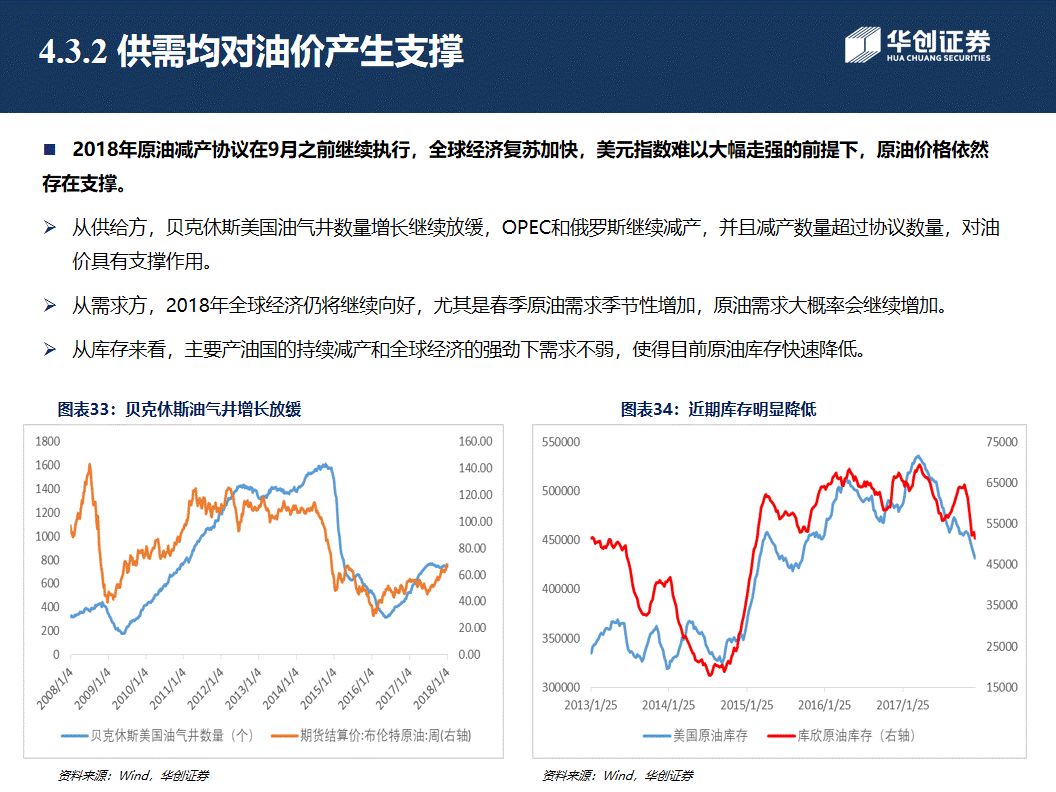 4.3.2 供需均对油价产生支撑
华创证券
HUA CHUANG SECURITIES
■ 2018年原油减产协议在9月之前继续执行，全球经济复苏加快，美元指数难以大幅走强的前提下，原油价格依然
存在支撑。
➢ 从供给方，贝克休斯美国油气井数量增长继续放缓，OPEC和俄罗斯继续减产，并且减产数量超过协议数量，对油
价具有支撑作用。
➢ 从需求方，2018年全球经济仍将继续向好，尤其是春季原油需求季节性增加，原油需求大概率会继续增加。
➢ 从库存来看，主要产油国的持续减产和全球经济的强劲下需求不弱，使得目前原油库存快速降低。
图表33：贝克休斯油气井增长放缓
1800
1600
1400
1200
1000
800
600
400
200
0
160.00
140.00
120.00
100.00
80.00
60.00
40.00
20.00
0.00
2008/1/4
2009/1/4
2010/1/4
2011/1/4
2012/1/4
2013/1/4
2014/1/4
2015/1/4
2016/1/4
2017/1/4
2018/1/4
贝克休斯美国油气井数量（个）
期货结算价:布伦特原油:周(右轴)
资料来源：Wind，华创证券
图表34：近期库存明显降低
550000
500000
450000
400000
350000
300000
75000
65000
55000
45000
35000
25000
15000
2013/1/25
2014/1/25
2015/1/25
2016/1/25
2017/1/25
美国原油库存
库欣原油库存（右轴）
资料来源：Wind，华创证券